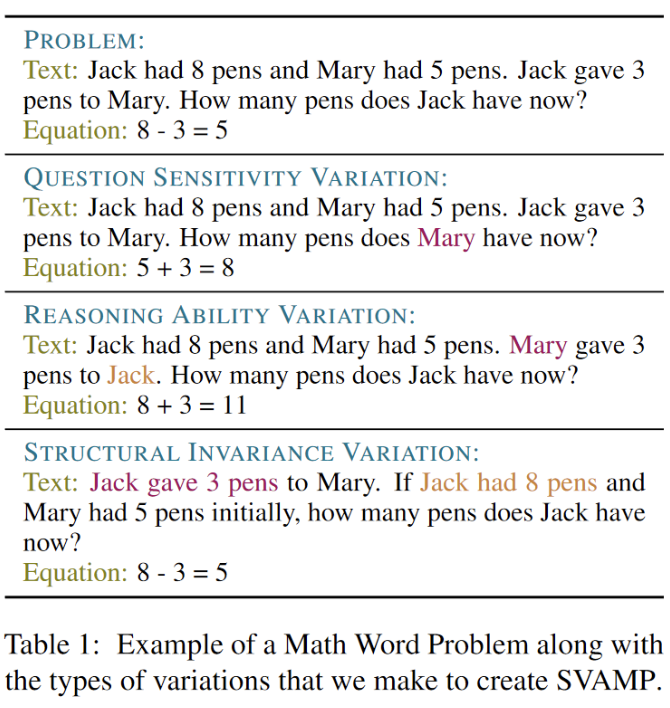 PROBLEM:
Text: Jack had 8 pens and Mary had 5 pens. Jack gave 3
pens to Mary. How many pens does Jack have now?
Equation: 8 - 3 = 5
QUESTION SENSITIVITY VARIATION:
Text: Jack had 8 pens and Mary had 5 pens. Jack gave 3
pens to Mary. How many pens does Mary have now?
Equation: 5 + 3 = 8
REASONING ABILITY VARIATION:
Text: Jack had 8 pens and Mary had 5 pens. Mary gave 3
pens to Jack. How many pens does Jack have now?
Equation: 8 + 3 = 11
STRUCTURAL INVARIANCE VARIATION:
Text: Jack gave 3 pens to Mary. If Jack had 8 pens and
Mary had 5 pens initially, how many pens does Jack have
now?
Equation: 8 - 3 = 5
Table 1: Example of a Math Word Problem along with
the types of variations that we make to create SVAMP.